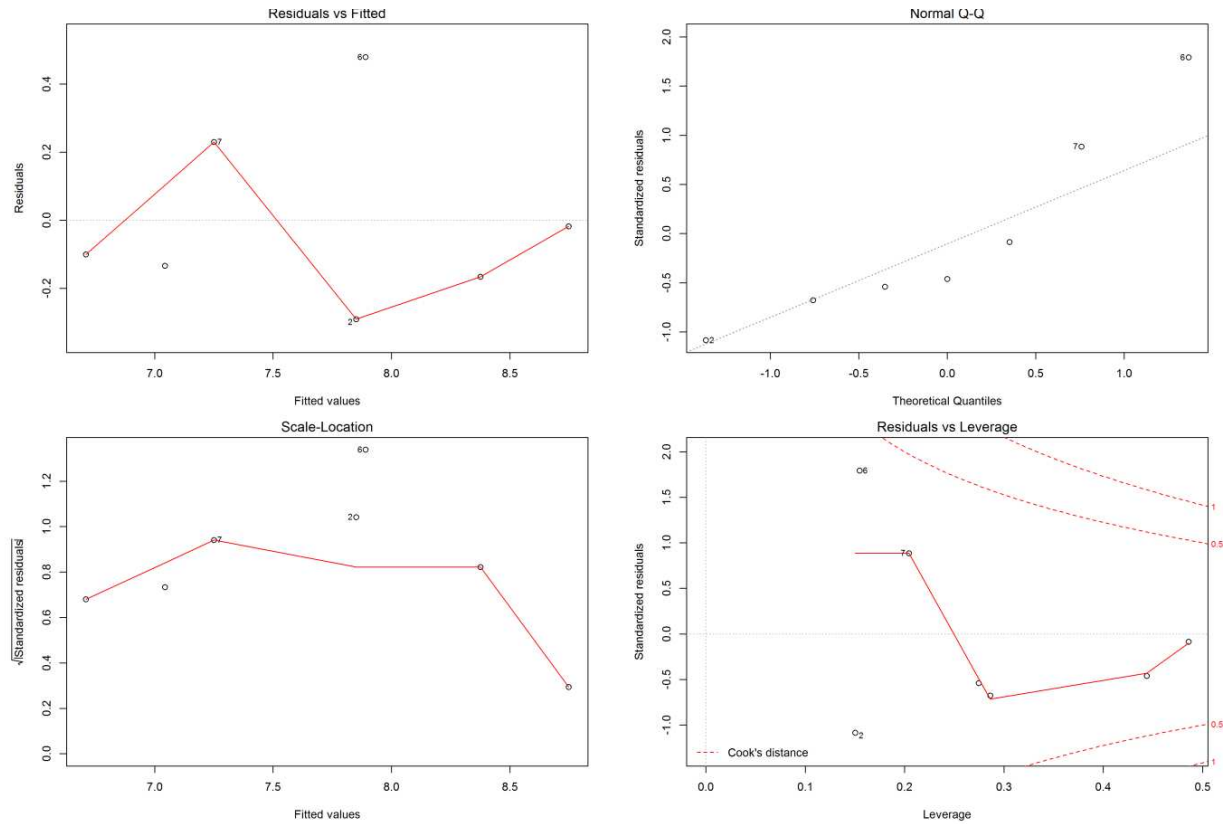 Residuals vs Fitted
Residuals
0.4
0.2
0.0
-0.2
6
7
2
7.0 7.5 8.0 8.5
Fitted values
Normal Q-Q
Standardized residuals
2.0
1.5
1.0
0.5
0.0
-0.5
-1.0
6
7
2
-1.0 -0.5 0.0 0.5 1.0
Theoretical Quantiles
Scale-Location
√|Standardized residuals|
1.2
1.0
0.8
0.6
0.4
0.2
0.0
6
2
7
7.0 7.5 8.0 8.5
Fitted values
Residuals vs Leverage
Standardized residuals
2.0
1.5
1.0
0.5
0.0
-0.5
-1.0
6
7
2
1
0.5
0.5
1
Cook's distance
0.0 0.1 0.2 0.3 0.4 0.5
Leverage